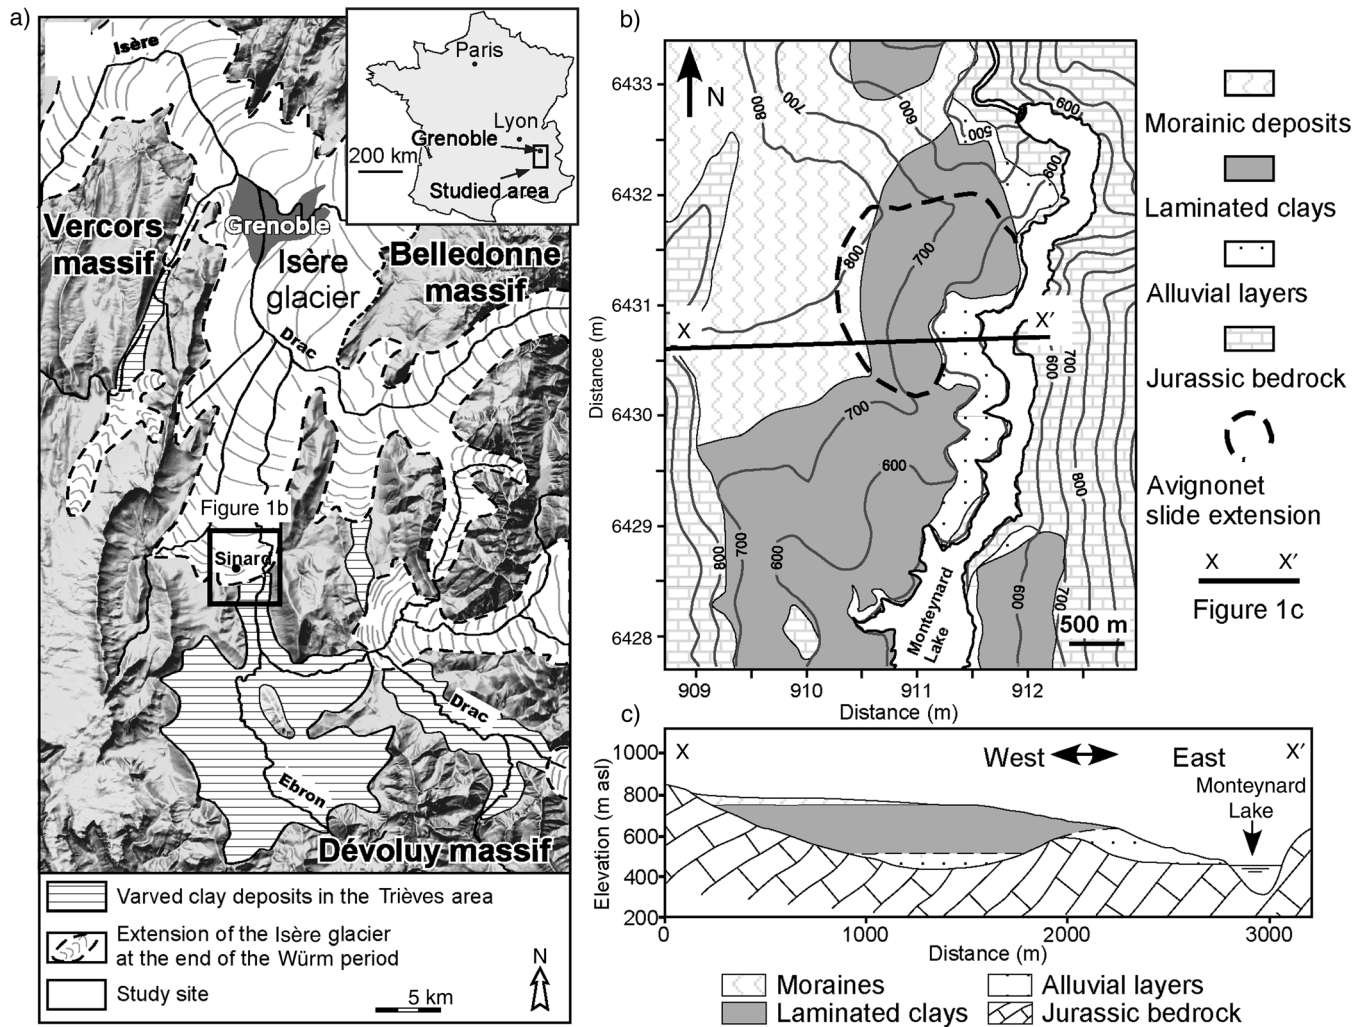 a)
Isère
Paris
Lyon
Grenoble
200 km
Studied area
Vercors
massif
Grenoble
Isère
glacier
Belledonne
massif
Drac
Figure 1b
Sinard
Drac
Ebron
Dévoluy massif
Varved clay deposits in the Trièves area
Extension of the Isère glacier
at the end of the Würm period
Study site
5 km
N
b)
N
6433
6432
6431
6430
6429
6428
Distance (m)
909
910
911
912
Distance (m)
800
700
600
500
600
600
800
700
X
X′
600
700
700
600
800
800
700
600
600
700
Monteynard
Lake
500 m
Morainic deposits
Laminated clays
Alluvial layers
Jurassic bedrock
Avignonet
slide extension
X X′
Figure 1c
c)
X
West
East
X′
Monteynard
Lake
Elevation (m asl)
1000
800
600
400
200
0
1000
2000
3000
Distance (m)
Moraines
Alluvial layers
Laminated clays
Jurassic bedrock